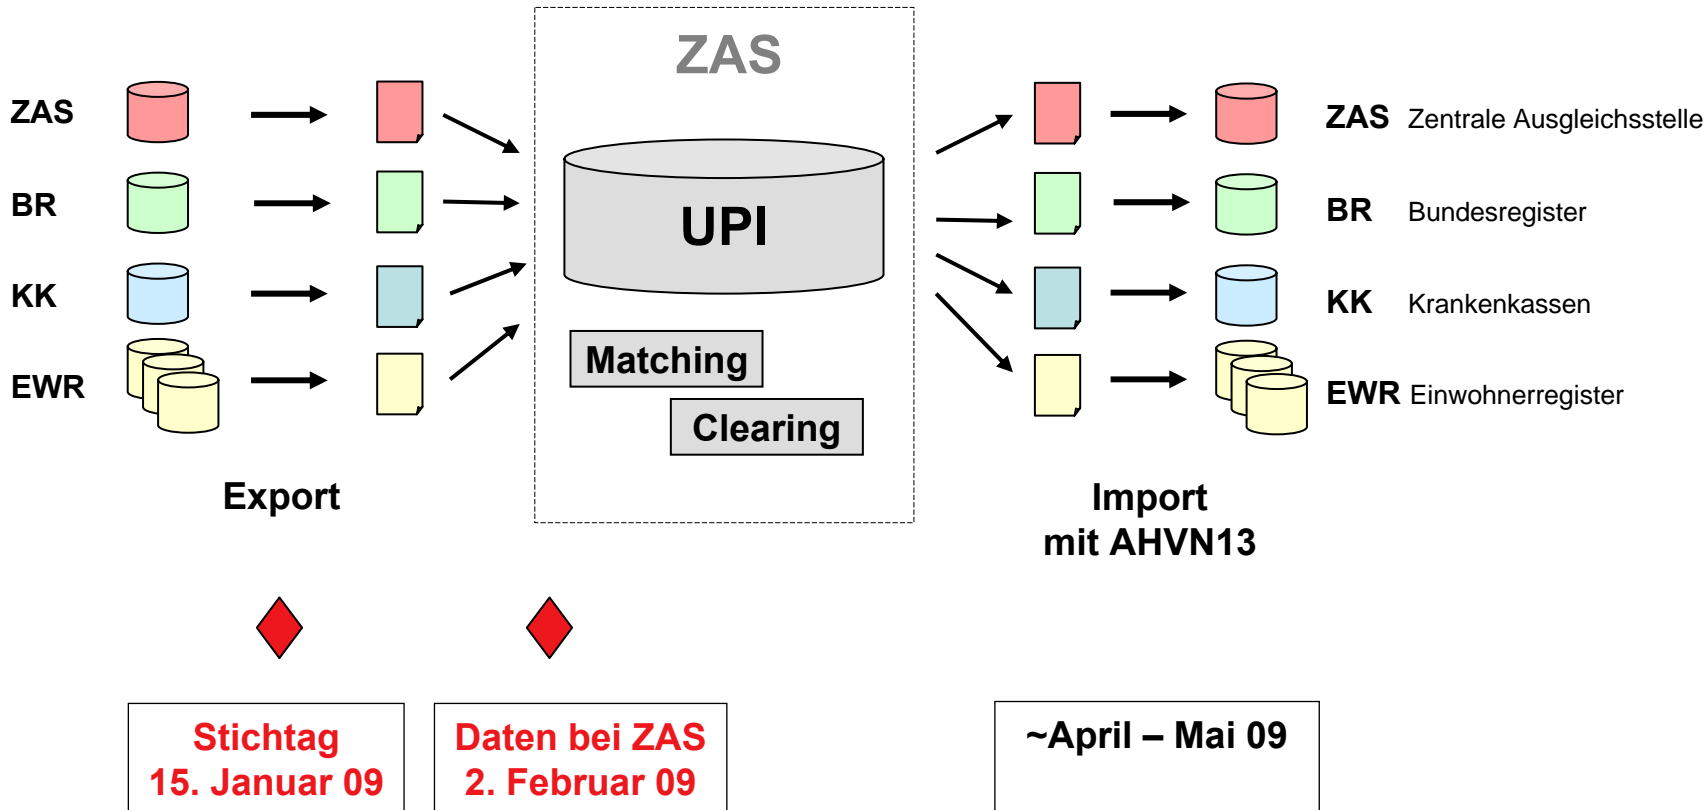 ZAS
ZAS
BR
KK
EWR
UPI
Matching
Clearing
ZAS Zentrale Ausgleichsstelle
BR Bundesregister
KK Krankenkassen
EWR Einwohnerregister
Export
Import
mit AHVN13
Stichtag
15. Januar 09
Daten bei ZAS
2. Februar 09
~April – Mai 09